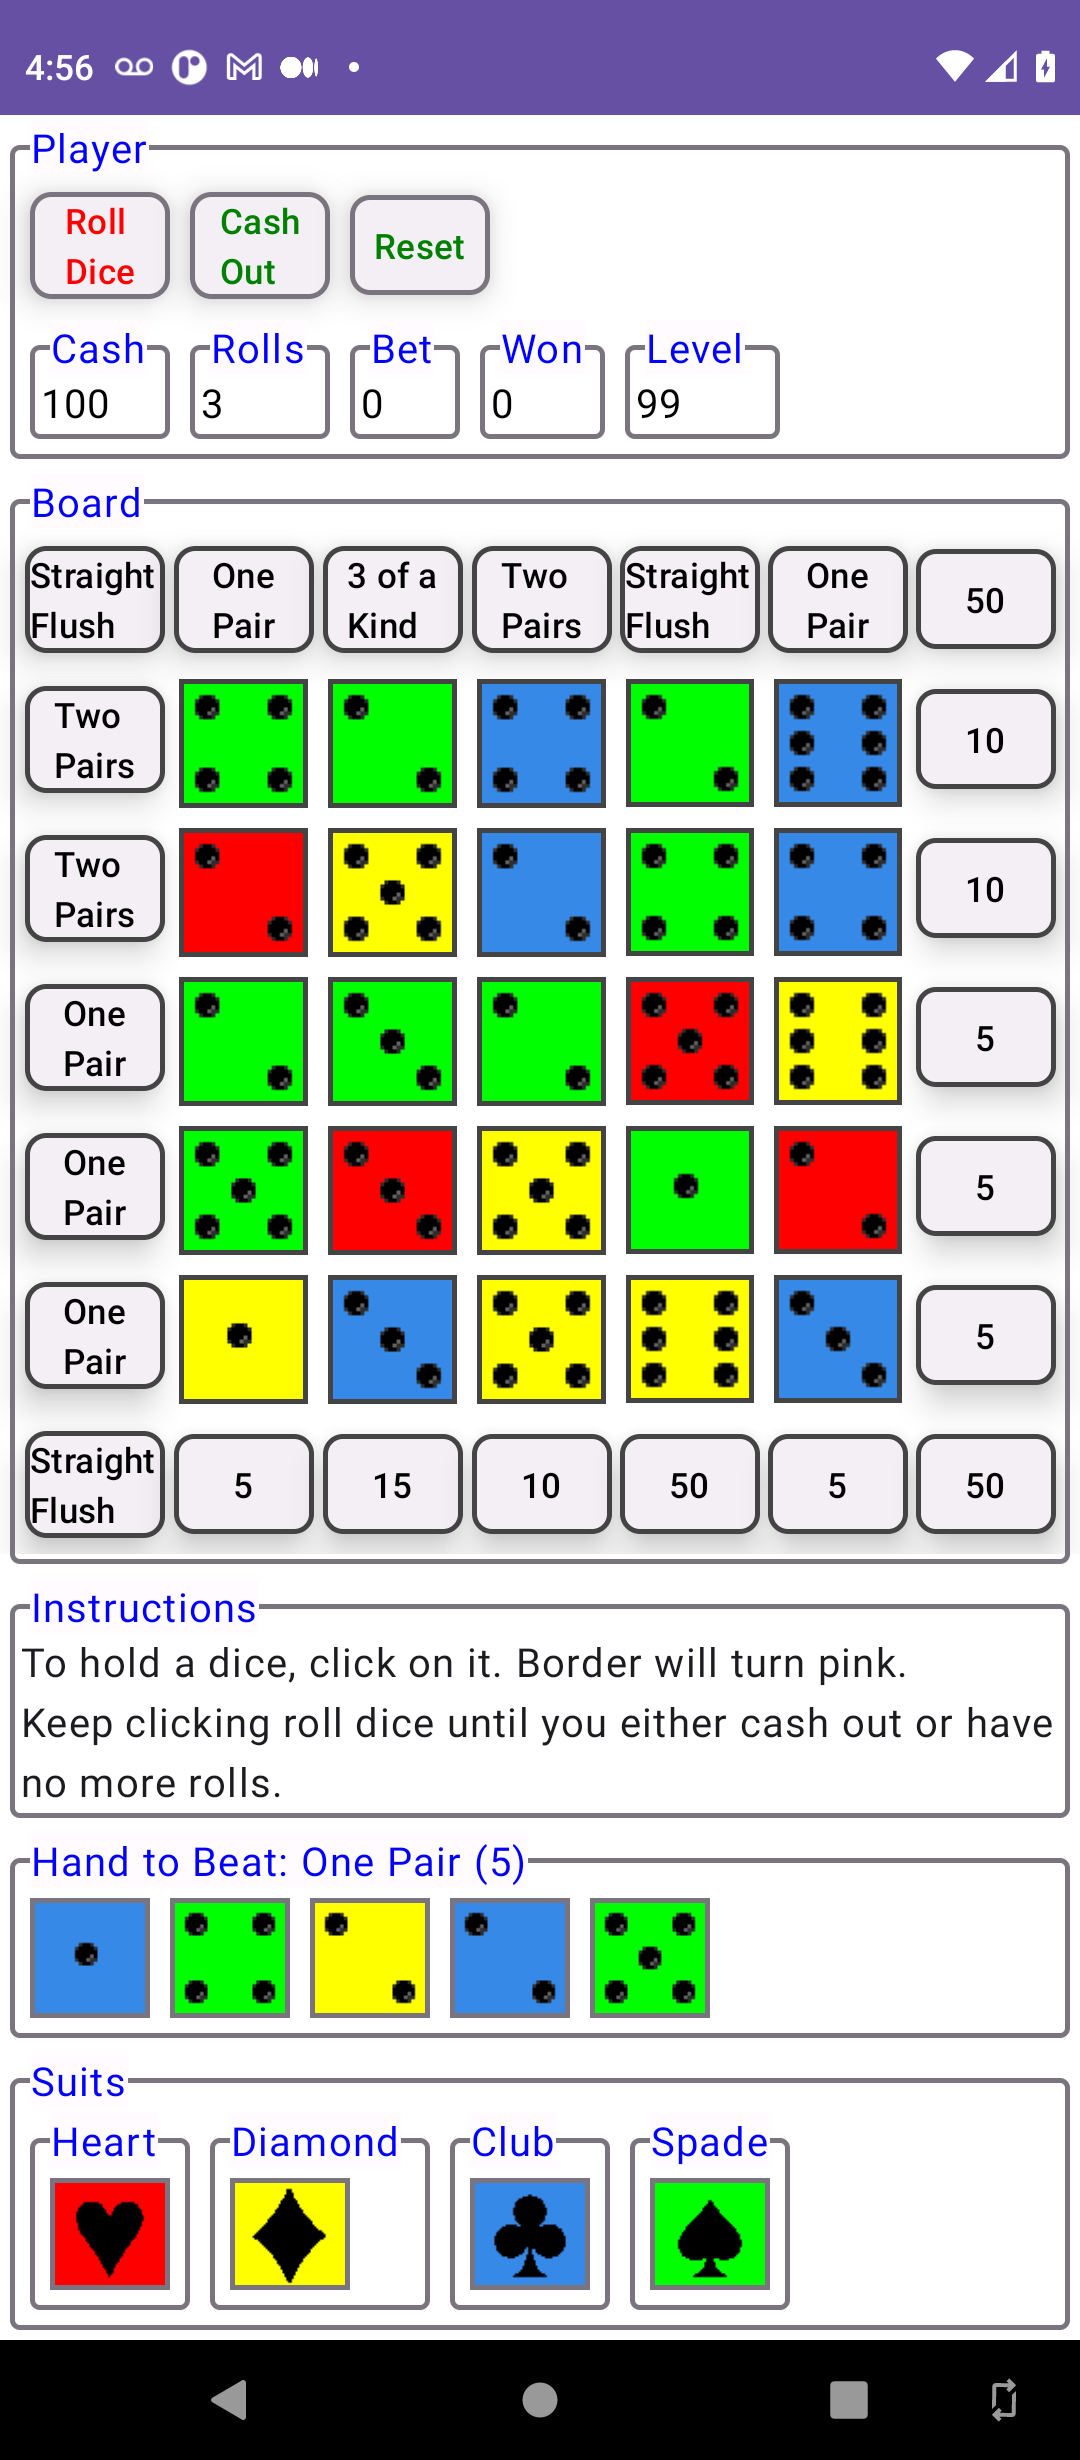 4:56
Player
Roll Dice
Cash Out
Reset
Cash
Rolls
Bet
Won
Level
100
3
0
0
99
Board
Straight Flush
One Pair
3 of a Kind
Two Pairs
Straight Flush
One Pair
50
Two Pairs
10
Two Pairs
10
One Pair
5
One Pair
5
One Pair
5
Straight Flush
5
15
10
50
5
50
Instructions
To hold a dice, click on it. Border will turn pink.
Keep clicking roll dice until you either cash out or have
no more rolls.
Hand to Beat: One Pair (5)
Suits
Heart
Diamond
Club
Spade